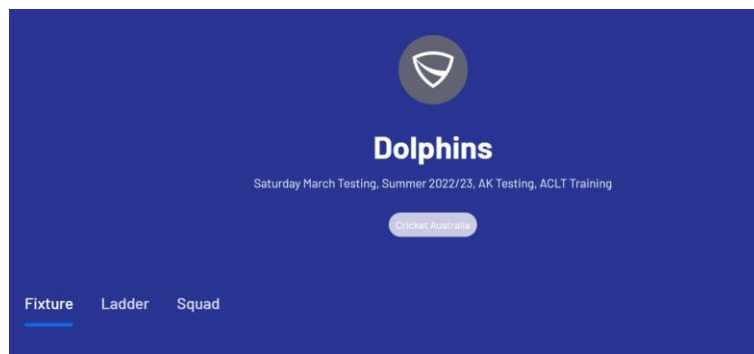 Dolphins
Saturday March Testing, Summer 2022/23, AK Testing, ACLT Training
Cricket Australia
Fixture Ladder Squad